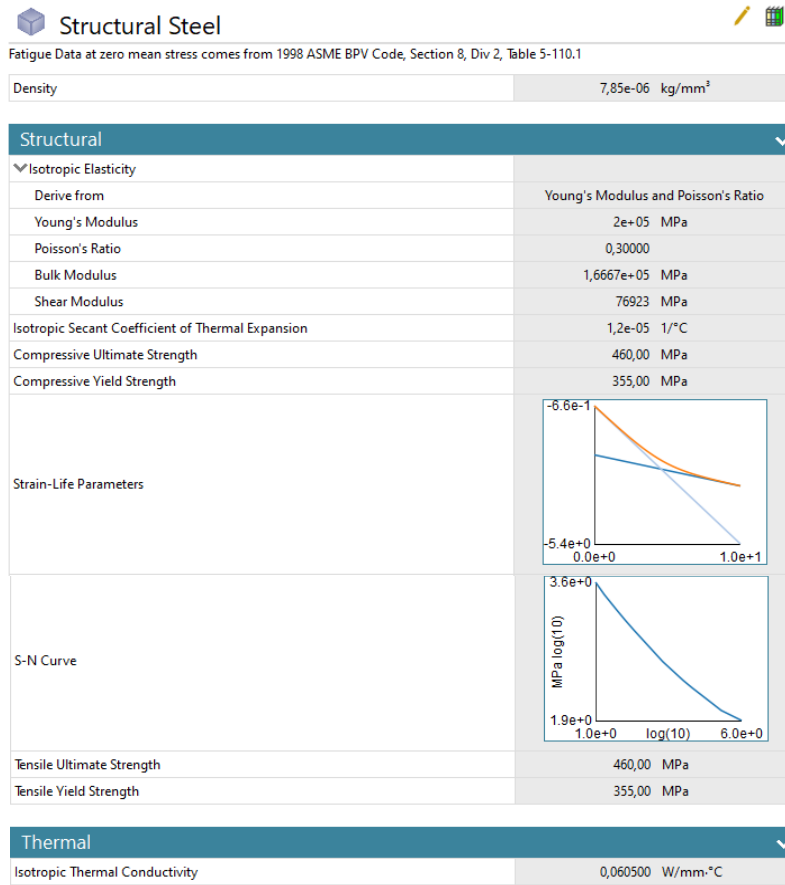 Structural Steel
Fatigue Data at zero mean stress comes from 1998 ASME BPV Code, Section 8, Div 2, Table 5-110.1
Density 7,85e-06 kg/mm³
Structural
Isotropic Elasticity
Derive from Young's Modulus and Poisson's Ratio
Young's Modulus 2e+05 MPa
Poisson's Ratio 0,30000
Bulk Modulus 1,6667e+05 MPa
Shear Modulus 76923 MPa
Isotropic Secant Coefficient of Thermal Expansion 1,2e-05 1/°C
Compressive Ultimate Strength 460,00 MPa
Compressive Yield Strength 355,00 MPa
Strain-Life Parameters
-6.6e-1
-5.4e+0
0.0e+0 1.0e+1
S-N Curve
3.6e+0
MPa log(10)
1.9e+0
1.0e+0 log(10) 6.0e+0
Tensile Ultimate Strength 460,00 MPa
Tensile Yield Strength 355,00 MPa
Thermal
Isotropic Thermal Conductivity 0,060500 W/mm·°C